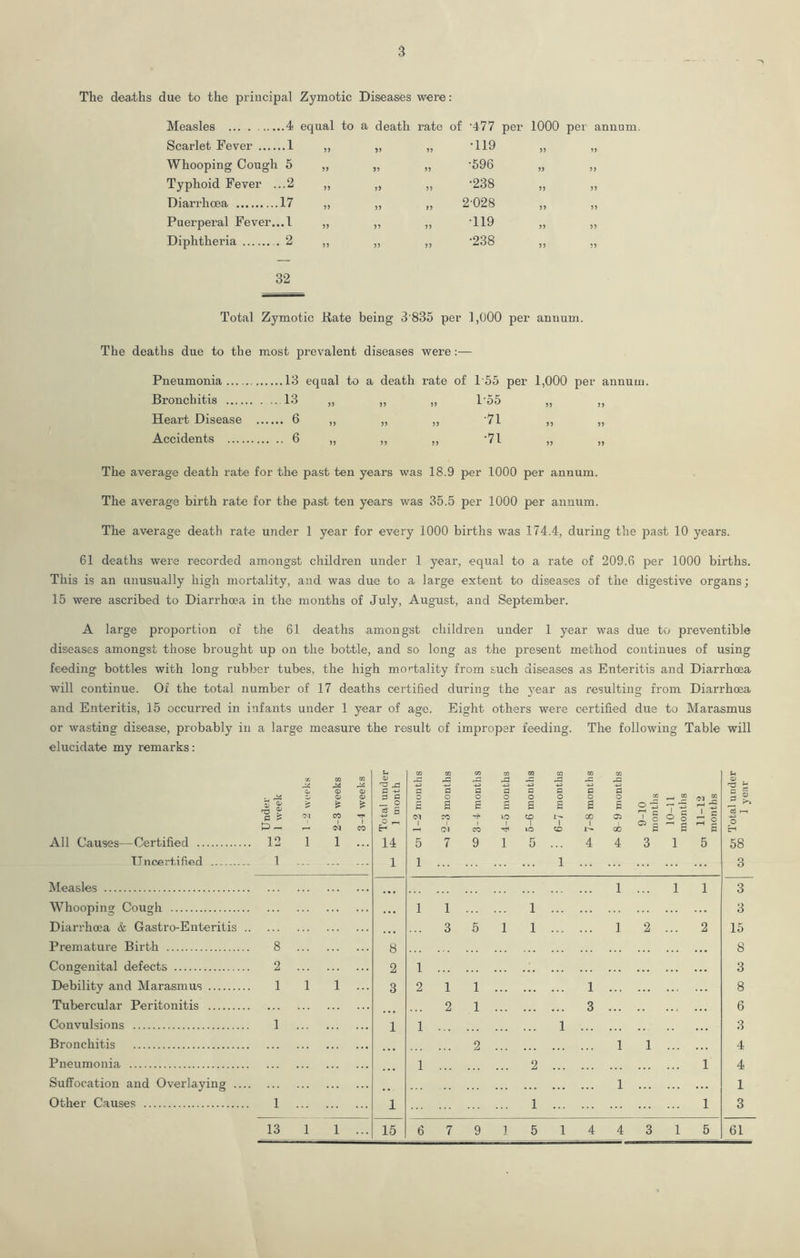 3
The deaths due to the principal Zymotic Diseases were:
Measles ... . ......4 equal to a death rate of ·477 per 1000 per annum.
Scarlet Fever ......1 „ „ „ ·119 „ „
Whooping Cough 5 „ „ „ ·596 „ „
Typhoid Fever ...2 „ „ „ ·238 „ „
Diarrhœa .........17 „ „ „ 2·028 „ „
Puerperal Fever...1 „ „ „ ·119 „ „
Diphtheria ...... . 2 „ „ „ ·238 „ „
32
Total Zymotic Rate being 3·835 per 1,000 per annum.
The deaths due to the most prevalent diseases were:—
Pneumonia............13 equal to a death rate of 1·55 per 1,000 per annum.
Bronchitis ...... . .. 13 „ „ „ 1·55 „ „
Heart Disease ...... 6 „ „ „ ·71 „ „
Accidents ......... .. 6 „ „ „ ·71 „ „
The average death rate for the past ten years was 18.9 per 1000 per annum.
The average birth rate for the past ten years was 35.5 per 1000 per annum.
The average death rate under 1 year for every 1000 births was 174.4, during the past 10 years.
61 deaths were recorded amongst children under 1 year, equal to a rate of 209.6 per 1000 births.
This is an unusually high mortality, and was due to a large extent to diseases of the digestive organs;
15 were ascribed to Diarrhœa in the months of July, August, and September.
A large proportion of the 61 deaths amongst children under 1 year was due to preventible
diseases amongst those brought up on the bottle, and so long as the present method continues of using
feeding bottles with long rubber tubes, the high mortality from such diseases as Enteritis and Diarrhœa
will continue. Of the total number of 17 deaths certified during the year as resulting from Diarrhœa
and Enteritis, 15 occurred in infants under 1 year of age. Eight others were certified due to Marasmus
or wasting disease, probably in a large measure the result of improper feeding. The following Table will
elucidate my remarks:
Under 1 week 1-2 weeks 2-3 weeks 3-4 weeks Total under 1 month 1-2 months 2-3 months 3-4 months 4-5 months 5-6 months 6-7 months 7-8 months 8-9 months 9-10 months 10-11 months 11-12 months Total under 1 year
All Causes—Certified ............ 12 1 1 ... 14 5 7 9 1 5 ... 4 4 3 1 5 58
Uncertified ......... 1 ... ... ... 1 1 ... ... ... ... 1 ... ... ... ... ... 3
Measles ........................... ... ... ... ... ... ... ... ... ... ... ... ... 1 ... 1 1 3
Whooping Cough .................. ... ... ... ... ... 1 1 ... ... 1 ... ... ... ... ... ... 3
Diarrhœa & Gastro-Enteritis .. ... ... ... ... ... ... 3 5 1 1 ... ... 1 2 ... 2 15
Premature Birth .................. 8 ... ... ... 8 ... ... ... ... ... ... ... ... ... ... ... 8
Congenital defects ............... 2 ... ... ... 2 1 ... ... ... ... ... ... ... ... ... ... 3
Debility and Marasmus ......... 1 1 1 ... 3 2 1 1 ... ... ... 1 ... ... ... ... 8
Tubercular Peritonitis ......... ... ... ... ... ... ... 2 1 ... ... ... 3 ... ... ... ... 6
Convulsions ........................ 1 ... ... ... 1 1 ... ... ... ... 1 ... ... ... ... ... 3
Bronchitis ........................ ... ... ... ... ... ... ... 2 ... ... ... ... 1 1 ... ... 4
Pneumonia ........................ ... ... ... ... ... 1 ... ... ... 2 ... ... ... ... ... 1 4
Suffocation and Overlaying .... ... ... ... ... .. ... ... ... ... ... ... ... 1 ... ... ... 1
Other Causes ..................... 1 ... ... ... 1 ... ... ... ... 1 ... ... ... ... ... 1 3
13 1 1 ... 15 6 7 9 1 5 1 4 4 3 1 5 61